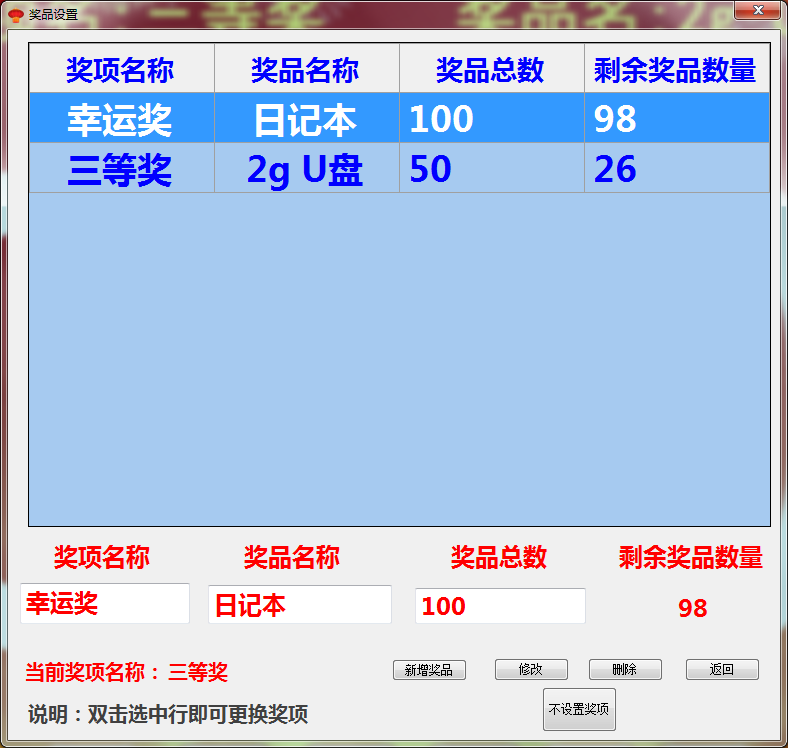 奖品设置
奖项名称 奖品名称 奖品总数 剩余奖品数量
幸运奖 日记本 100 98
三等奖 2g U盘 50 26
奖项名称 奖品名称 奖品总数 剩余奖品数量
幸运奖 日记本 100 98
当前奖项名称：三等奖 新增奖品 修改 删除 返回
说明：双击选中行即可更换奖项 不设置奖项